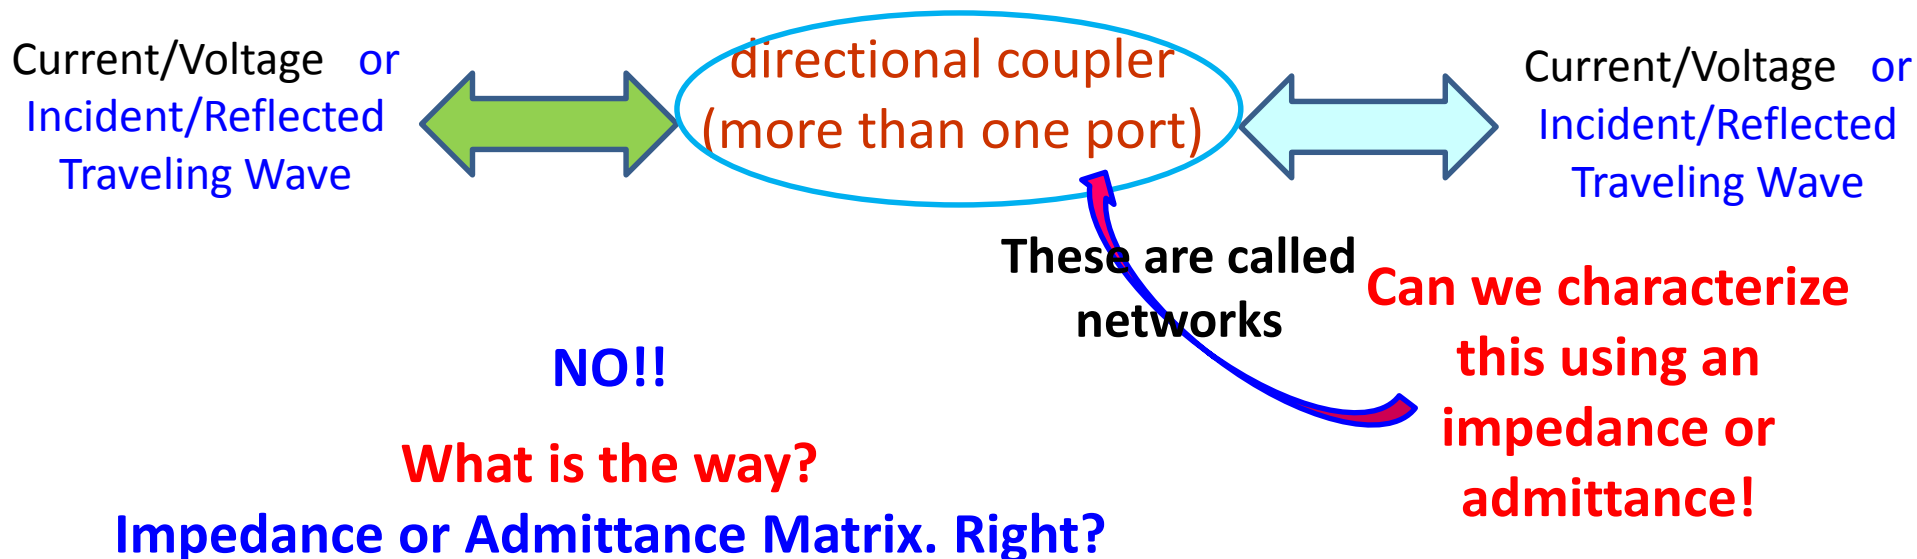 Current/Voltage or
Incident/Reflected
Traveling Wave
directional coupler
(more than one port)
Current/Voltage or
Incident/Reflected
Traveling Wave
These are called
networks
Can we characterize
this using an
impedance or
admittance!
NO!!
What is the way?
Impedance or Admittance Matrix. Right?